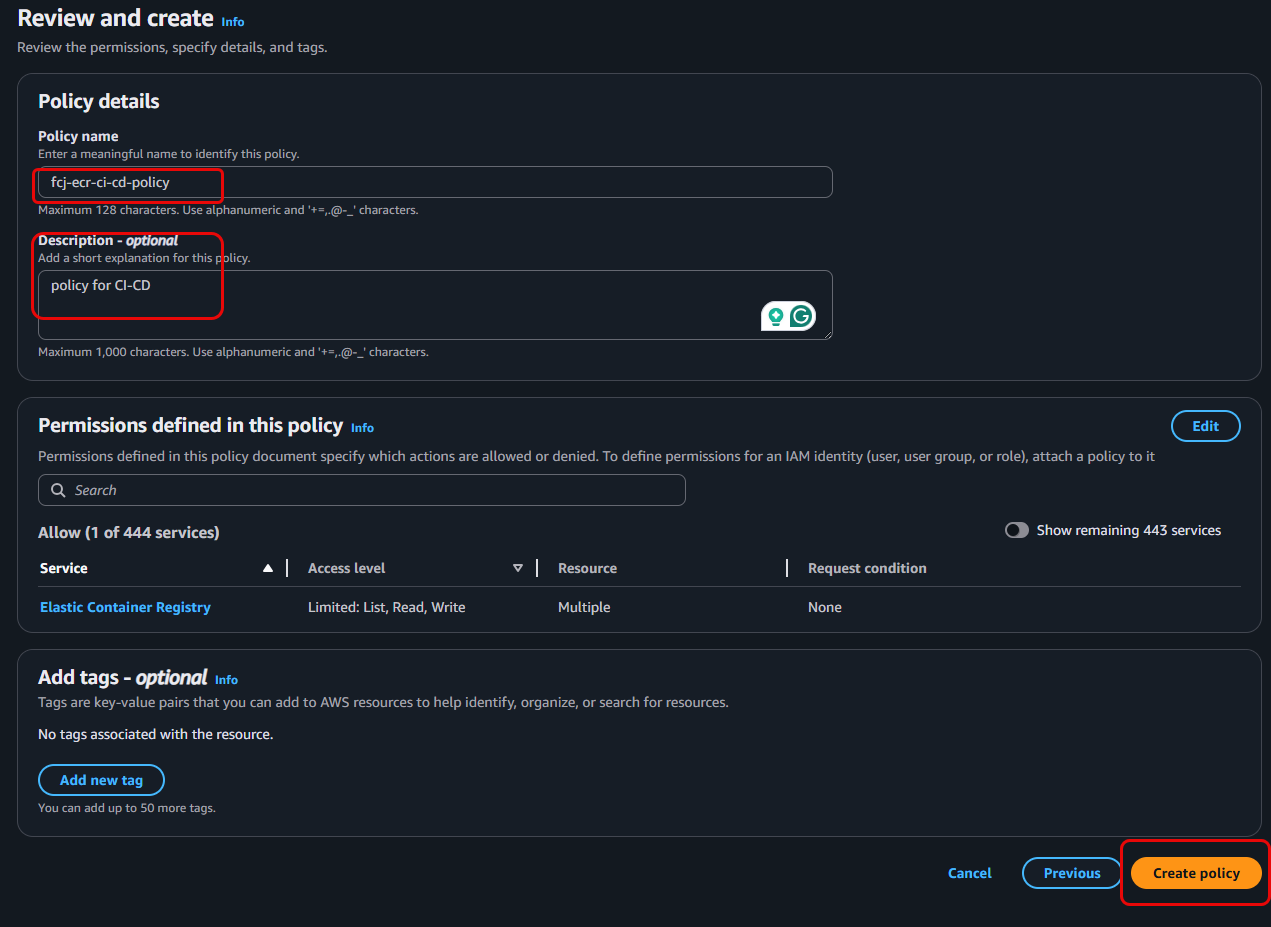 Review and create Info
Review the permissions, specify details, and tags.
Policy details
Policy name
Enter a meaningful name to identify this policy.
fcj-ecr-ci-cd-policy
Maximum 128 characters. Use alphanumeric and '+=,.@-_' characters.
Description - optional
Add a short explanation for this policy.
policy for CI-CD
Maximum 1,000 characters. Use alphanumeric and '+=,.@-_' characters.
Permissions defined in this policy Info
Edit
Permissions defined in this policy document specify which actions are allowed or denied. To define permissions for an IAM identity (user, user group, or role), attach a policy to it
Search
Allow (1 of 444 services)
Show remaining 443 services
Service Access level Resource Request condition
Elastic Container Registry Limited: List, Read, Write Multiple None
Add tags - optional Info
Tags are key-value pairs that you can add to AWS resources to help identify, organize, or search for resources.
No tags associated with the resource.
Add new tag
You can add up to 50 more tags.
Cancel Previous Create policy